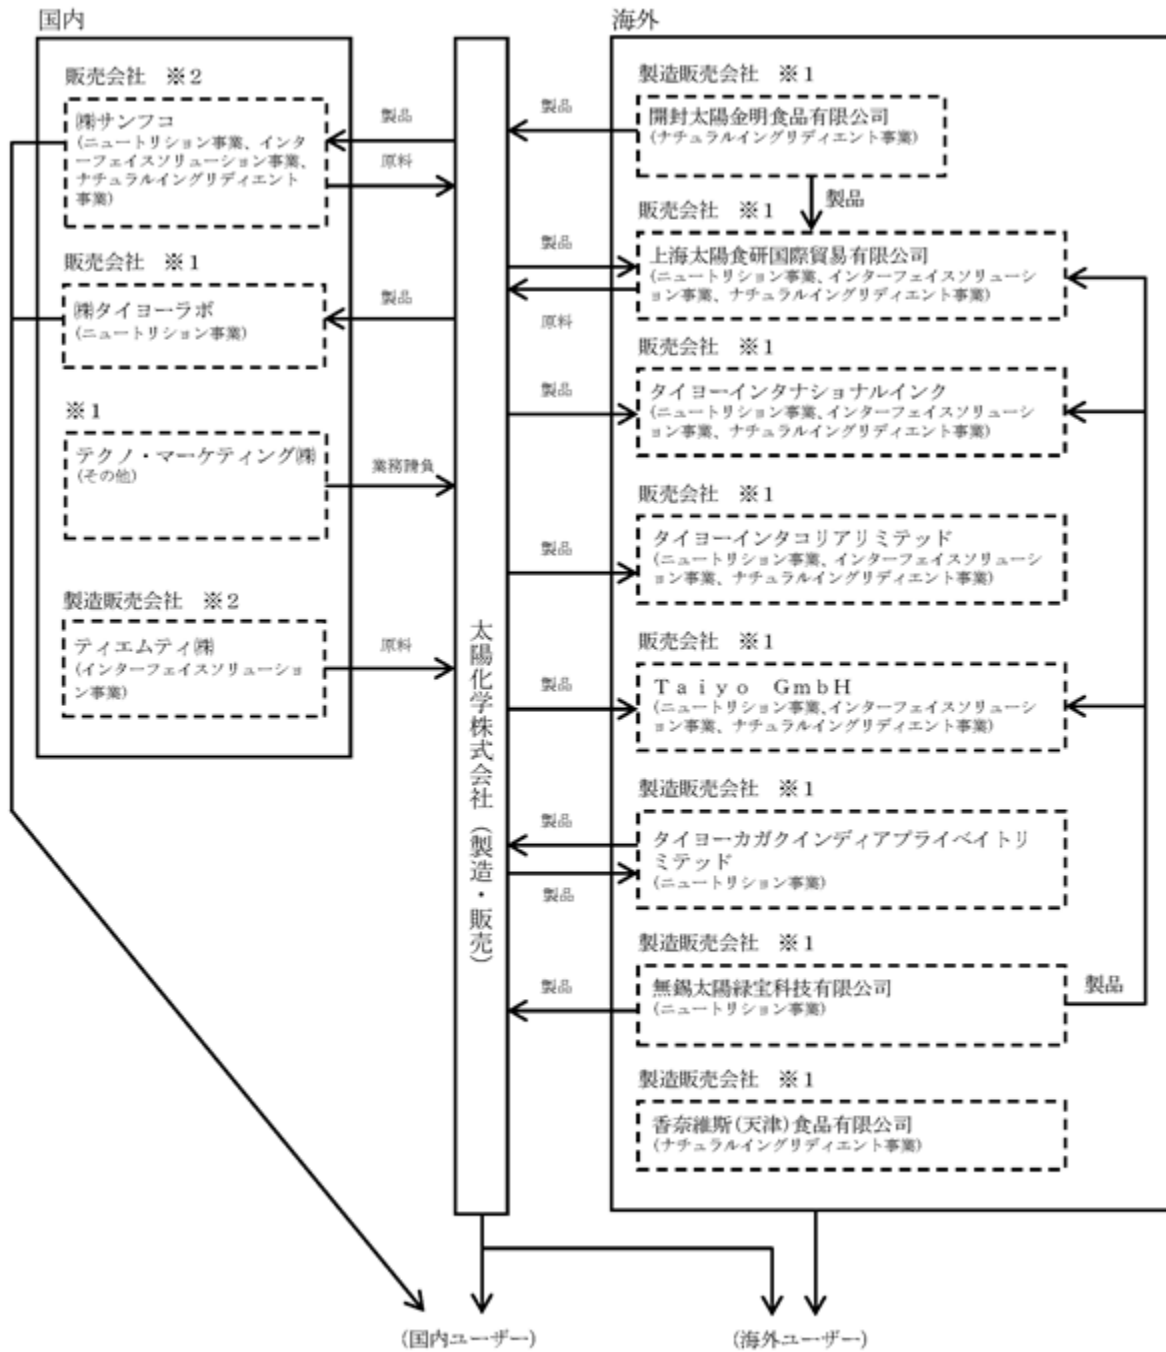 国内
販売会社　※2
㈱サンフコ
(ニュートリション事業、インタ
ーフェイスソリューション事業、
ナチュラルイングリディエント
事業)
販売会社　※1
㈱タイヨーラボ
(ニュートリション事業)
※1
テクノ・マーケティング㈱
(その他)
製造販売会社　※2
ティエムティ㈱
(インターフェイスソリューショ
ン事業)
製品
原料
製品
業務請負
原料
太陽化学株式会社（製造・販売）
製品
製品
原料
製品
製品
製品
製品
製品
製品
海外
製造販売会社　※1
開封太陽金明食品有限公司
(ナチュラルイングリディエント事業)
製品
販売会社　※1
上海太陽食研国際貿易有限公司
(ニュートリション事業、インターフェイスソリューシ
ョン事業、ナチュラルイングリディエント事業)
販売会社　※1
タイヨーインタナショナルインク
(ニュートリション事業、インターフェイスソリューシ
ョン事業、ナチュラルイングリディエント事業)
販売会社　※1
タイヨーインタコリアリミテッド
(ニュートリション事業、インターフェイスソリューシ
ョン事業、ナチュラルイングリディエント事業)
販売会社　※1
Ｔａｉｙｏ　ＧｍｂＨ
(ニュートリション事業、インターフェイスソリューシ
ョン事業、ナチュラルイングリディエント事業)
製造販売会社　※1
タイヨーカガクインディアプライベイトリ
ミテッド
(ニュートリション事業)
製造販売会社　※1
無錫太陽緑宝科技有限公司
(ニュートリション事業)
製品
製造販売会社　※1
香奈維斯(天津)食品有限公司
(ナチュラルイングリディエント事業)
(国内ユーザー)
(海外ユーザー)